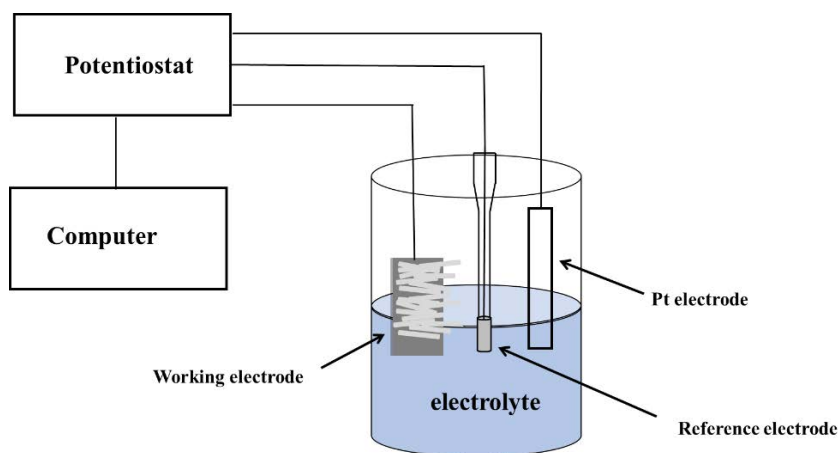 Potentiostat
Computer
Pt electrode
Working electrode
electrolyte
Reference electrode